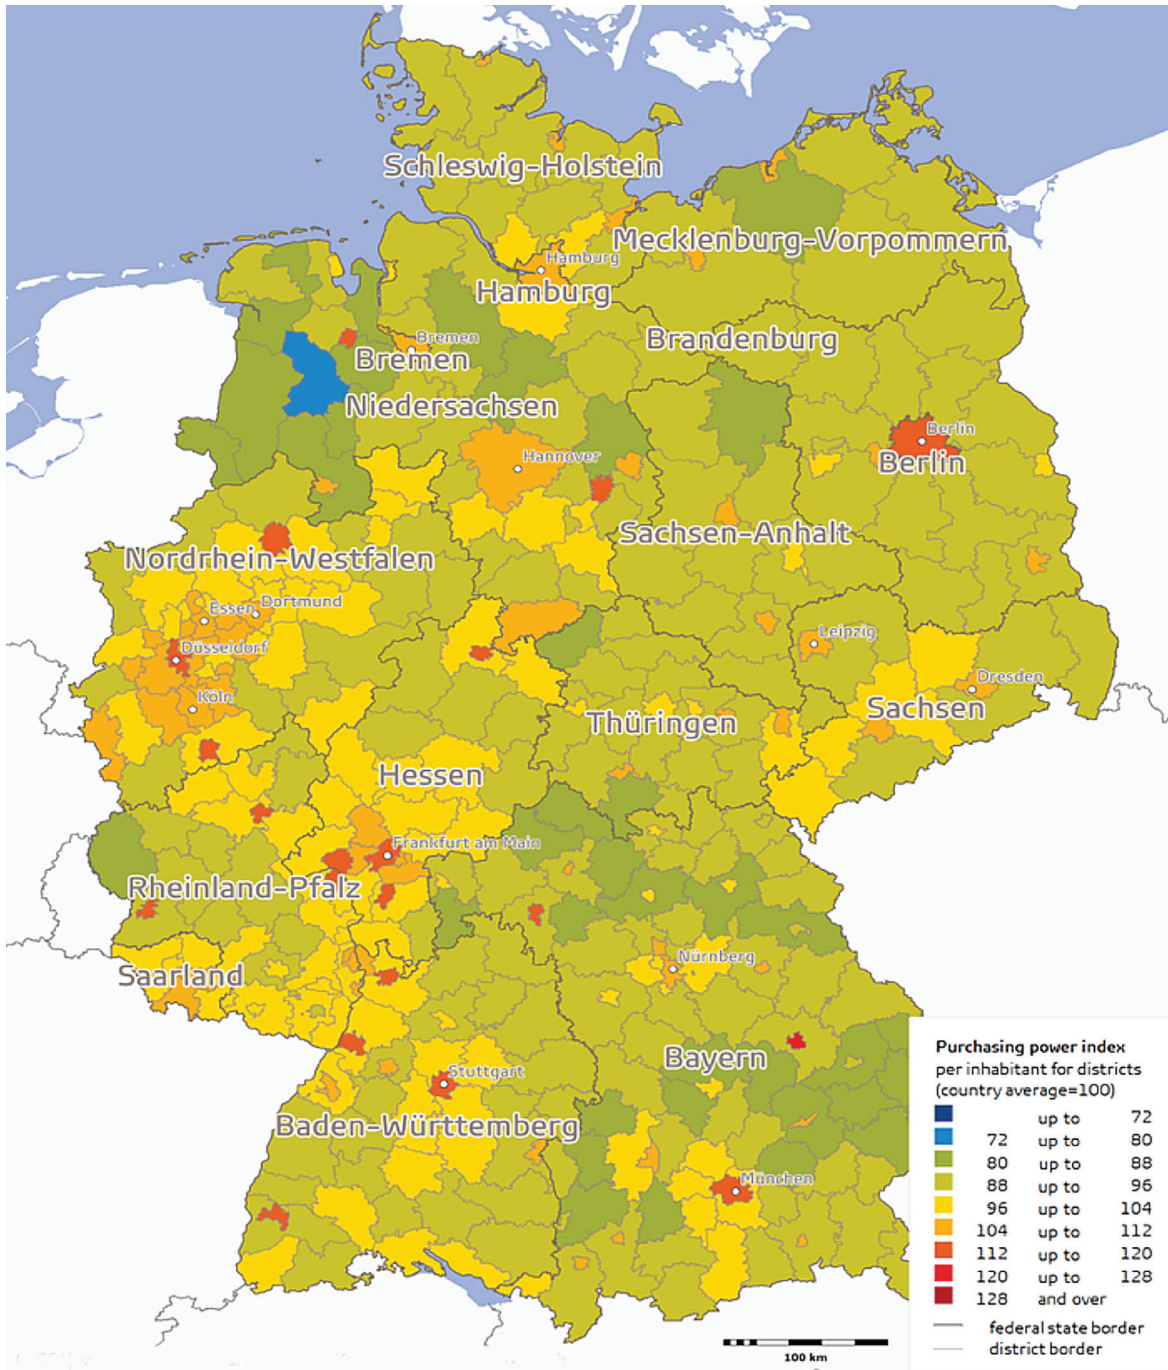 Schleswig-Holstein
Mecklenburg-Vorpommern
Hamburg
Hamburg
Brandenburg
Bremen
Bremen
Niedersachsen
Berlin
Hannover
Berlin
Sachsen-Anhalt
Nordrhein-Westfalen
Essen
Dortmund
Leipzig
Düsseldorf
Dresden
Köln
Sachsen
Thüringen
Hessen
Frankfurt am Main
Rheinland-Pfalz
Nürnberg
Saarland
Bayern
Stuttgart
Baden-Württemberg
München
Purchasing power index
per inhabitant for districts
(country average=100)
up to 72
72 up to 80
80 up to 88
88 up to 96
96 up to 104
104 up to 112
112 up to 120
120 up to 128
128 and over
federal state border
district border
100 km